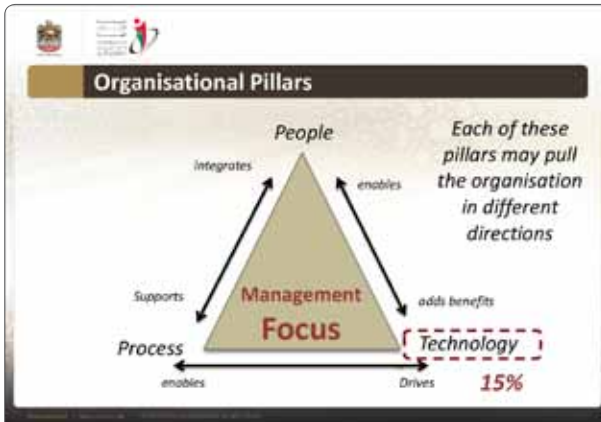 Organisational Pillars
People
Each of these
pillars may pull
the organisation
in different
directions
integrates
enables
Supports
adds benefits
Management
Focus
Process
Technology
enables
Drives
15%